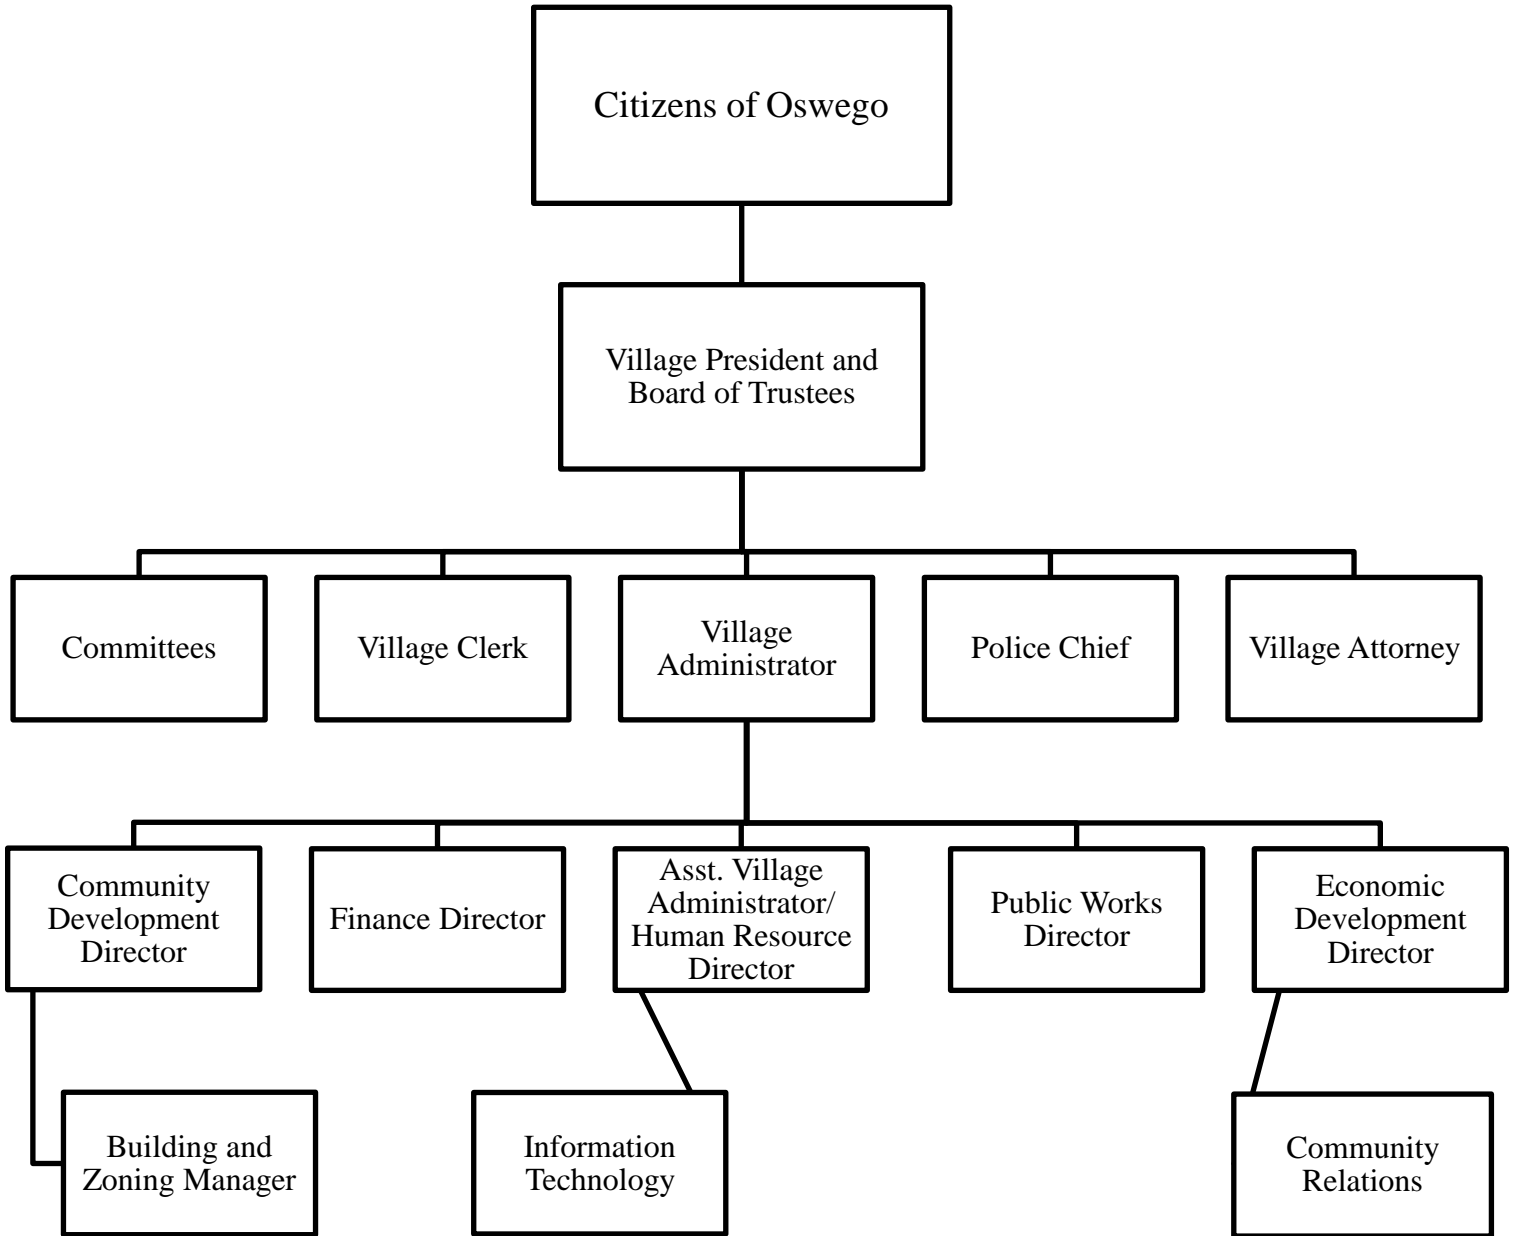 Citizens of Oswego
Village President and
Board of Trustees
Committees
Village Clerk
Village
Administrator
Police Chief
Village Attorney
Community
Development
Director
Finance Director
Asst. Village
Administrator/
Human Resource
Director
Public Works
Director
Economic
Development
Director
Building and
Zoning Manager
Information
Technology
Community
Relations